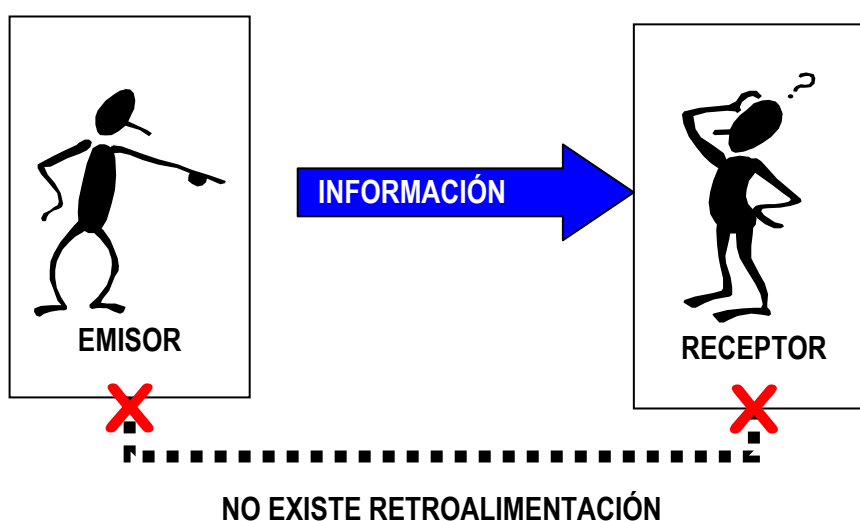 ?
INFORMACIÓN
EMISOR
RECEPTOR
NO EXISTE RETROALIMENTACIÓN